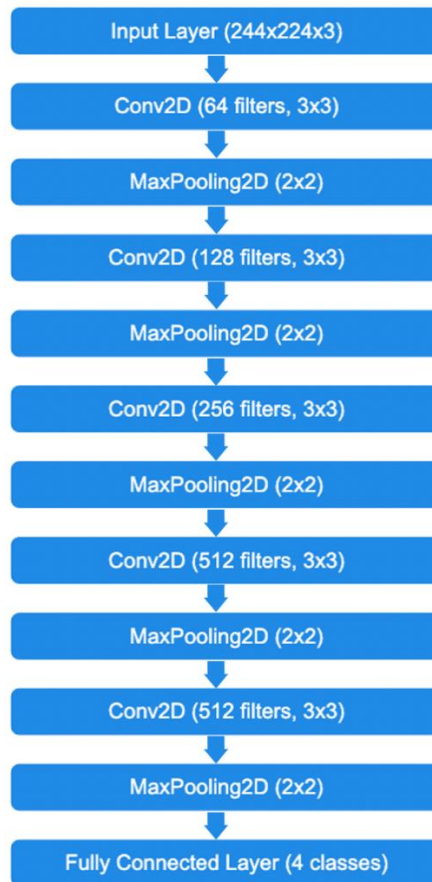 Input Layer (244x224x3)
Conv2D (64 filters, 3x3)
MaxPooling2D (2x2)
Conv2D (128 filters, 3x3)
MaxPooling2D (2x2)
Conv2D (256 filters, 3x3)
MaxPooling2D (2x2)
Conv2D (512 filters, 3x3)
MaxPooling2D (2x2)
Conv2D (512 filters, 3x3)
MaxPooling2D (2x2)
Fully Connected Layer (4 classes)